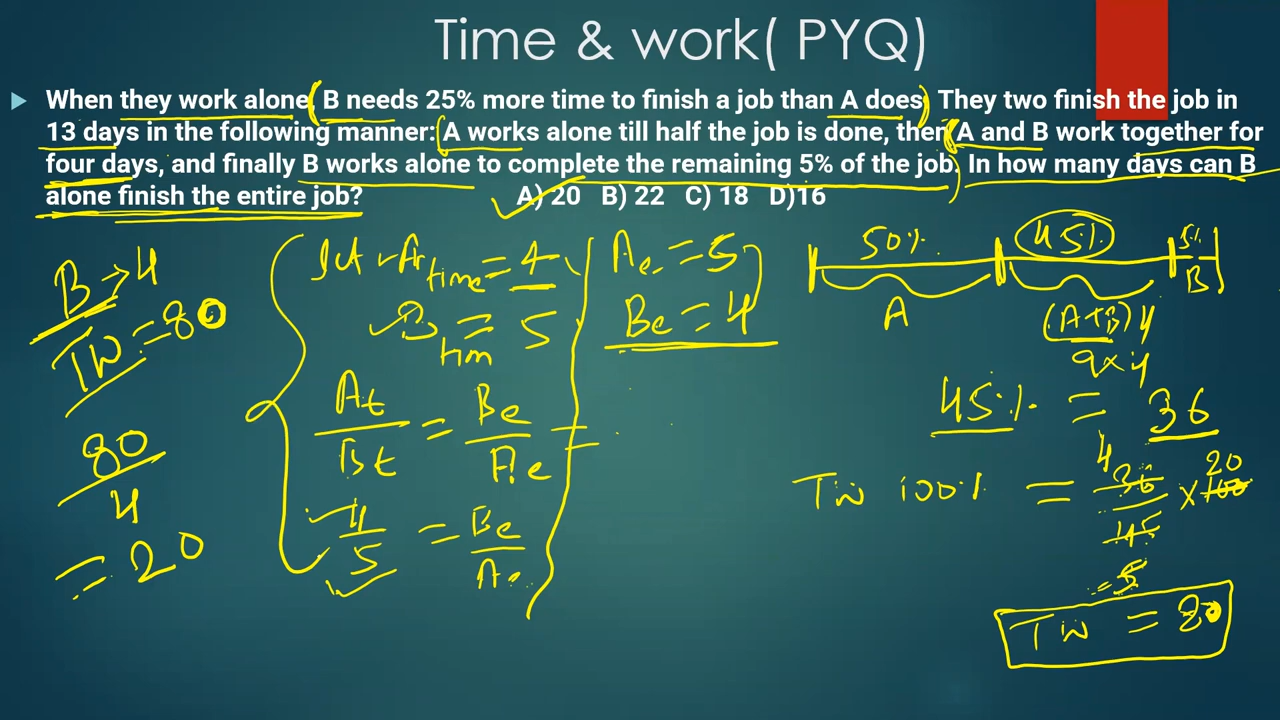 Time & work( PYQ)
When they work alone, B needs 25% more time to finish a job than A does. They two finish the job in
13 days in the following manner: A works alone till half the job is done, then A and B work together for
four days, and finally B works alone to complete the remaining 5% of the job. In how many days can B
alone finish the entire job? A) 20 B) 22 C) 18 D)16
B → 4
TW = 80
80
4
= 20
time = 4
= 5
At
Bt
=
Be
Ae
=
4
5
=
Be
Ae
Ae = 5
Be = 4
50% 45% 5%
A
(A+B) 4
B
9 x 4
45% = 36
TW 100% =
4
36
45
5
x
20
100
TW = 80